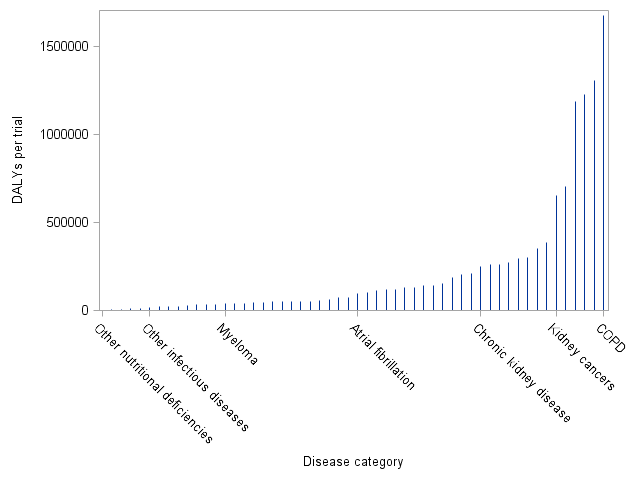 1500000
1000000
500000
0
DALYs per trial
Other nutritional deficiencies
Other infectious diseases
Myeloma
Atrial fibrillation
Chronic kidney disease
Kidney cancers
COPD
Disease category